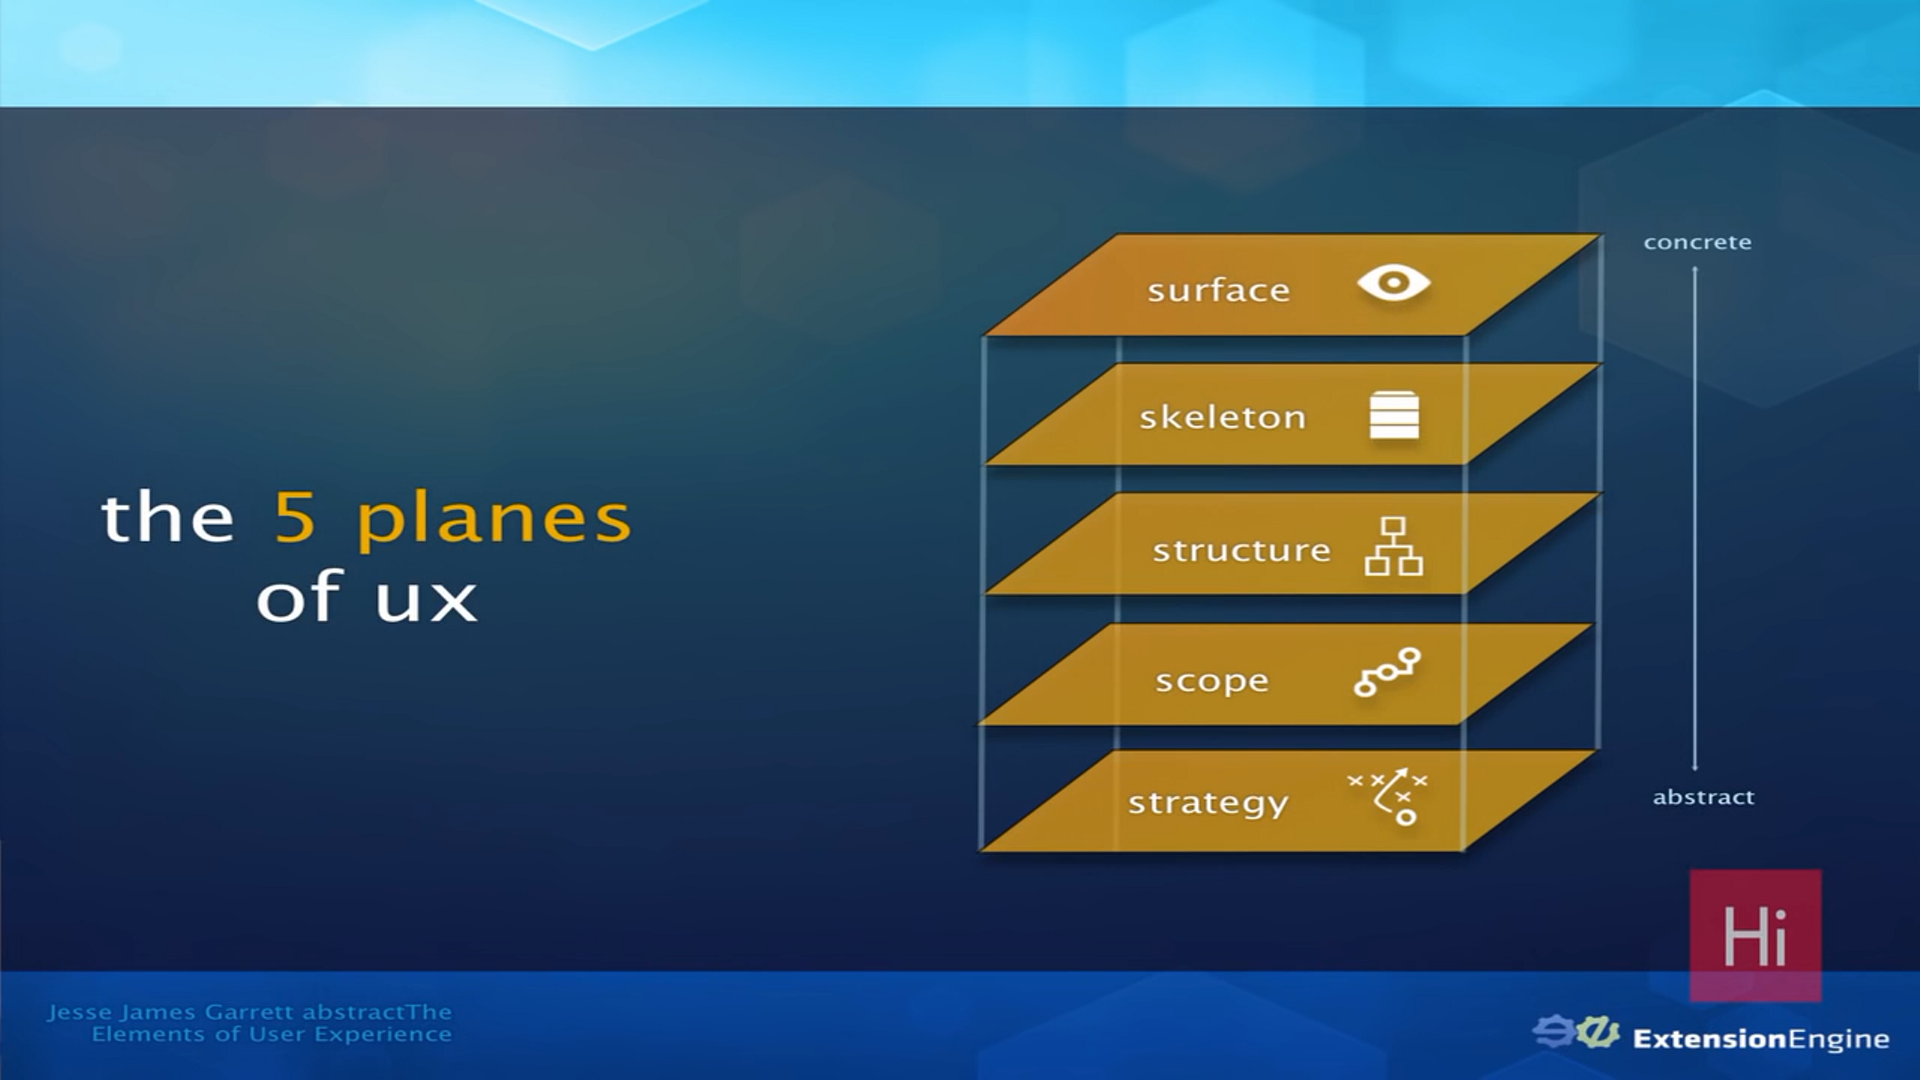 the 5 planes
of ux
surface
skeleton
structure
scope
strategy
concrete
abstract
Hi
Jesse James Garrett abstractThe
Elements of User Experience
ExtensionEngine